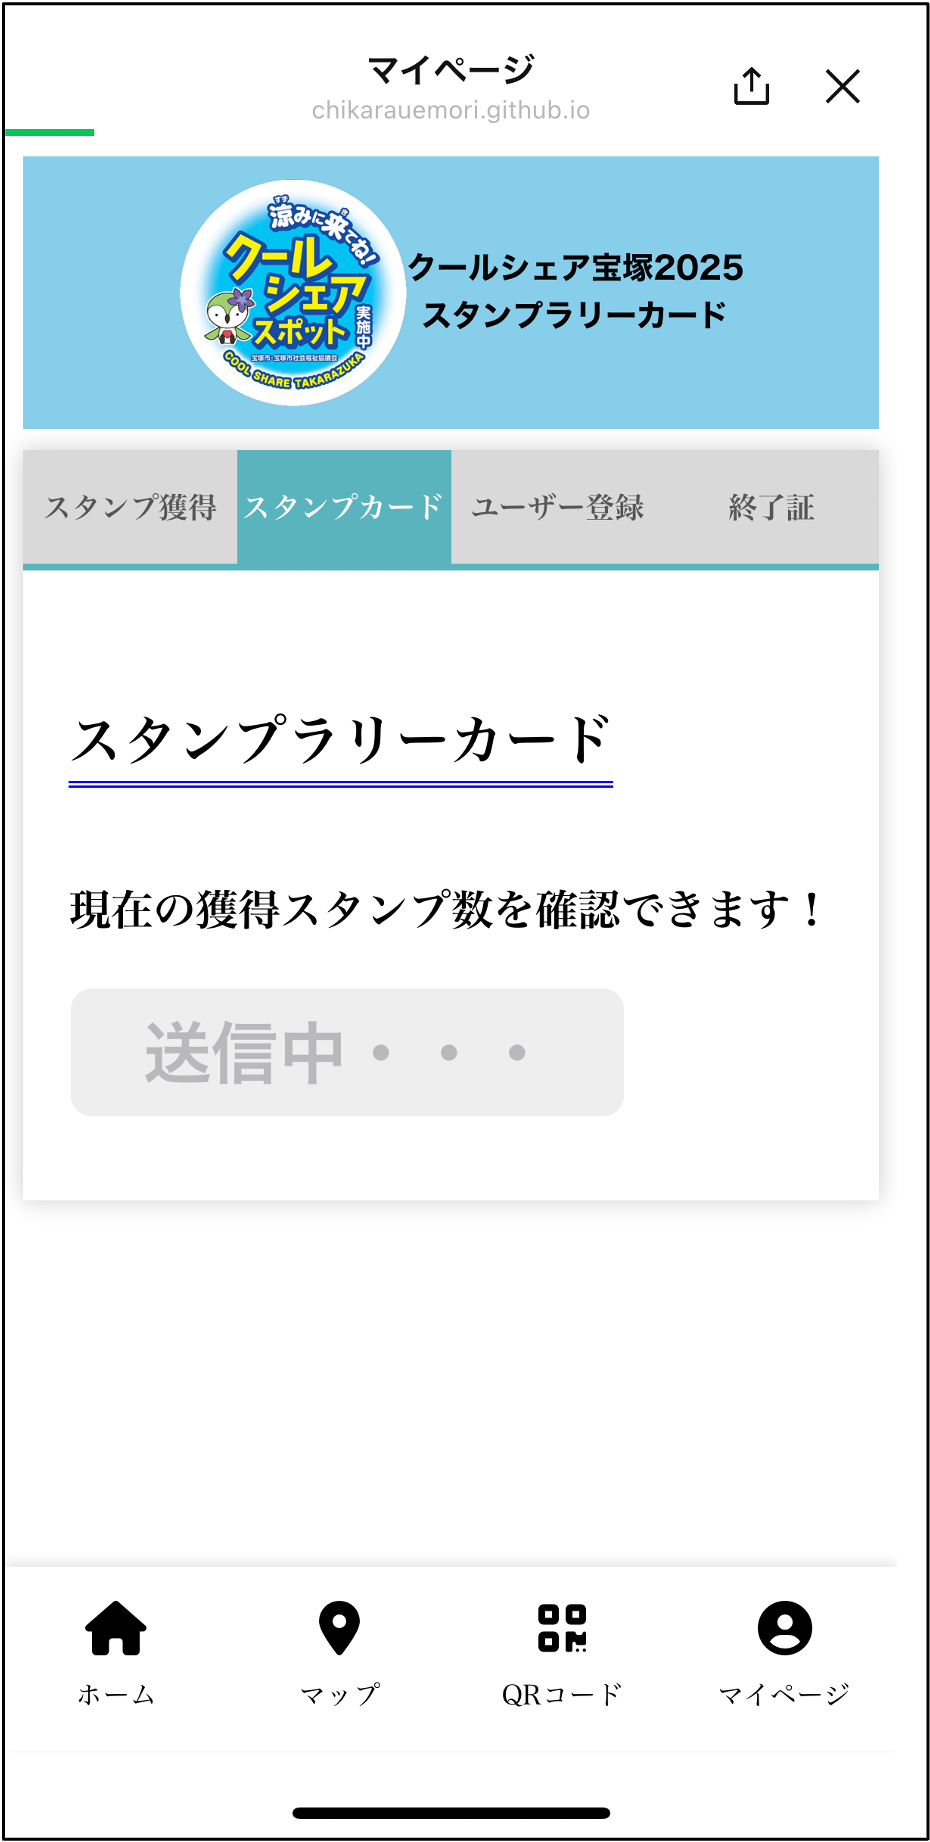 マイページ
chikarauemori.github.io
涼みに来てね!
すず
き
クール
シェア
スポット
実施中
宝塚市・宝塚市社会福祉協議会
COOL SHARE TAKARAZUKA
クールシェア宝塚2025
スタンプラリーカード
スタンプ獲得
スタンプカード
ユーザー登録
終了証
スタンプラリーカード
現在の獲得スタンプ数を確認できます！
送信中・・・
ホーム
マップ
QRコード
マイページ